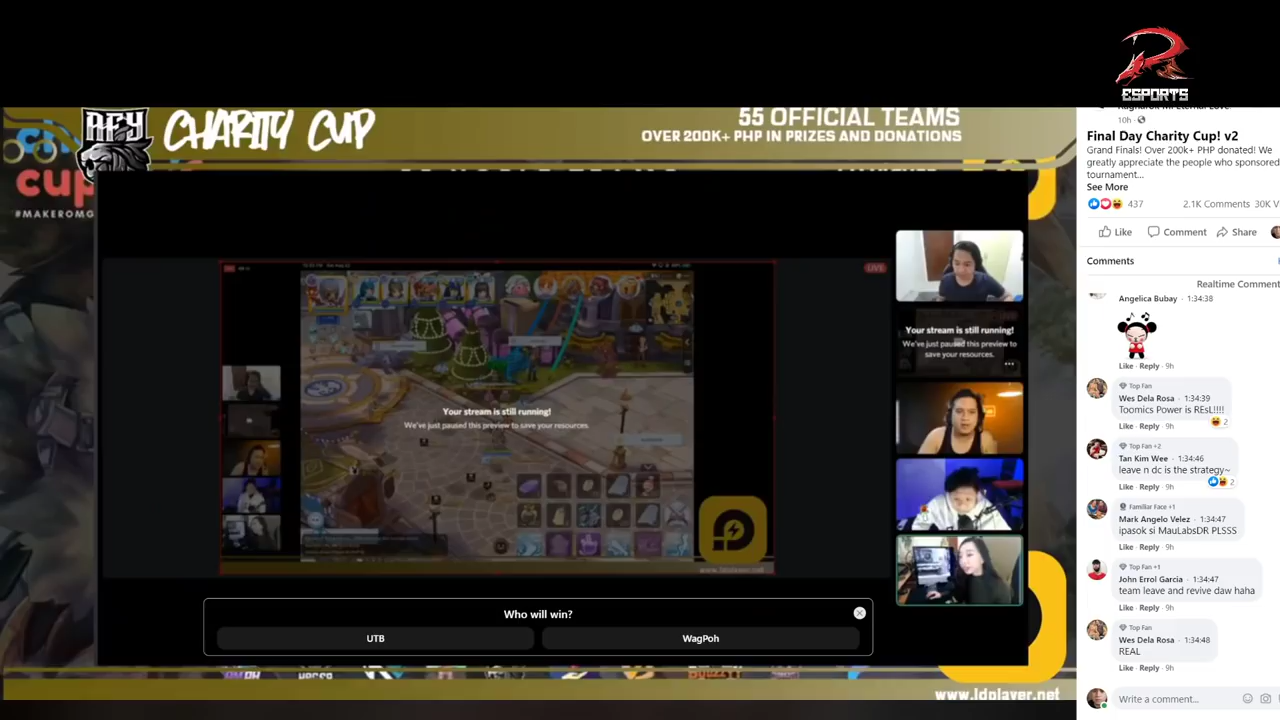 ESPORTS
RFY
CHARITY CUP
55 OFFICIAL TEAMS
OVER 200K+ PHP IN PRIZES AND DONATIONS
cup
#MAKEROMG
LIVE
Your stream is still running!
We've just paused this preview to save your resources.
Your stream is still running!
We've just paused this preview to
save your resources.
www.ldplayer.net
Who will win?
UTB
WagPoh
www.ldplayer.net
10h
Final Day Charity Cup! v2
Grand Finals! Over 200k+ PHP donated! We
greatly appreciate the people who sponsored
tournament...
See More
437
2.1K Comments 30K V
Like Comment Share
Comments
Realtime Comment
Angelica Bubay · 1:34:38
Like · Reply · 9h
Top Fan
Wes Dela Rosa · 1:34:39
Toomics Power is REsL!!!!
2
Like · Reply · 9h
Top Fan +2
Tan Kim Wee · 1:34:46
leave n dc is the strategy~
2
Like · Reply · 9h
Familiar Face +1
Mark Angelo Velez · 1:34:47
ipasok si MauLabsDR PLSSS
Like · Reply · 9h
Top Fan +1
John Errol Garcia · 1:34:47
team leave and revive daw haha
Like · Reply · 9h
Top Fan
Wes Dela Rosa · 1:34:48
REAL
Like · Reply · 9h
Write a comment...